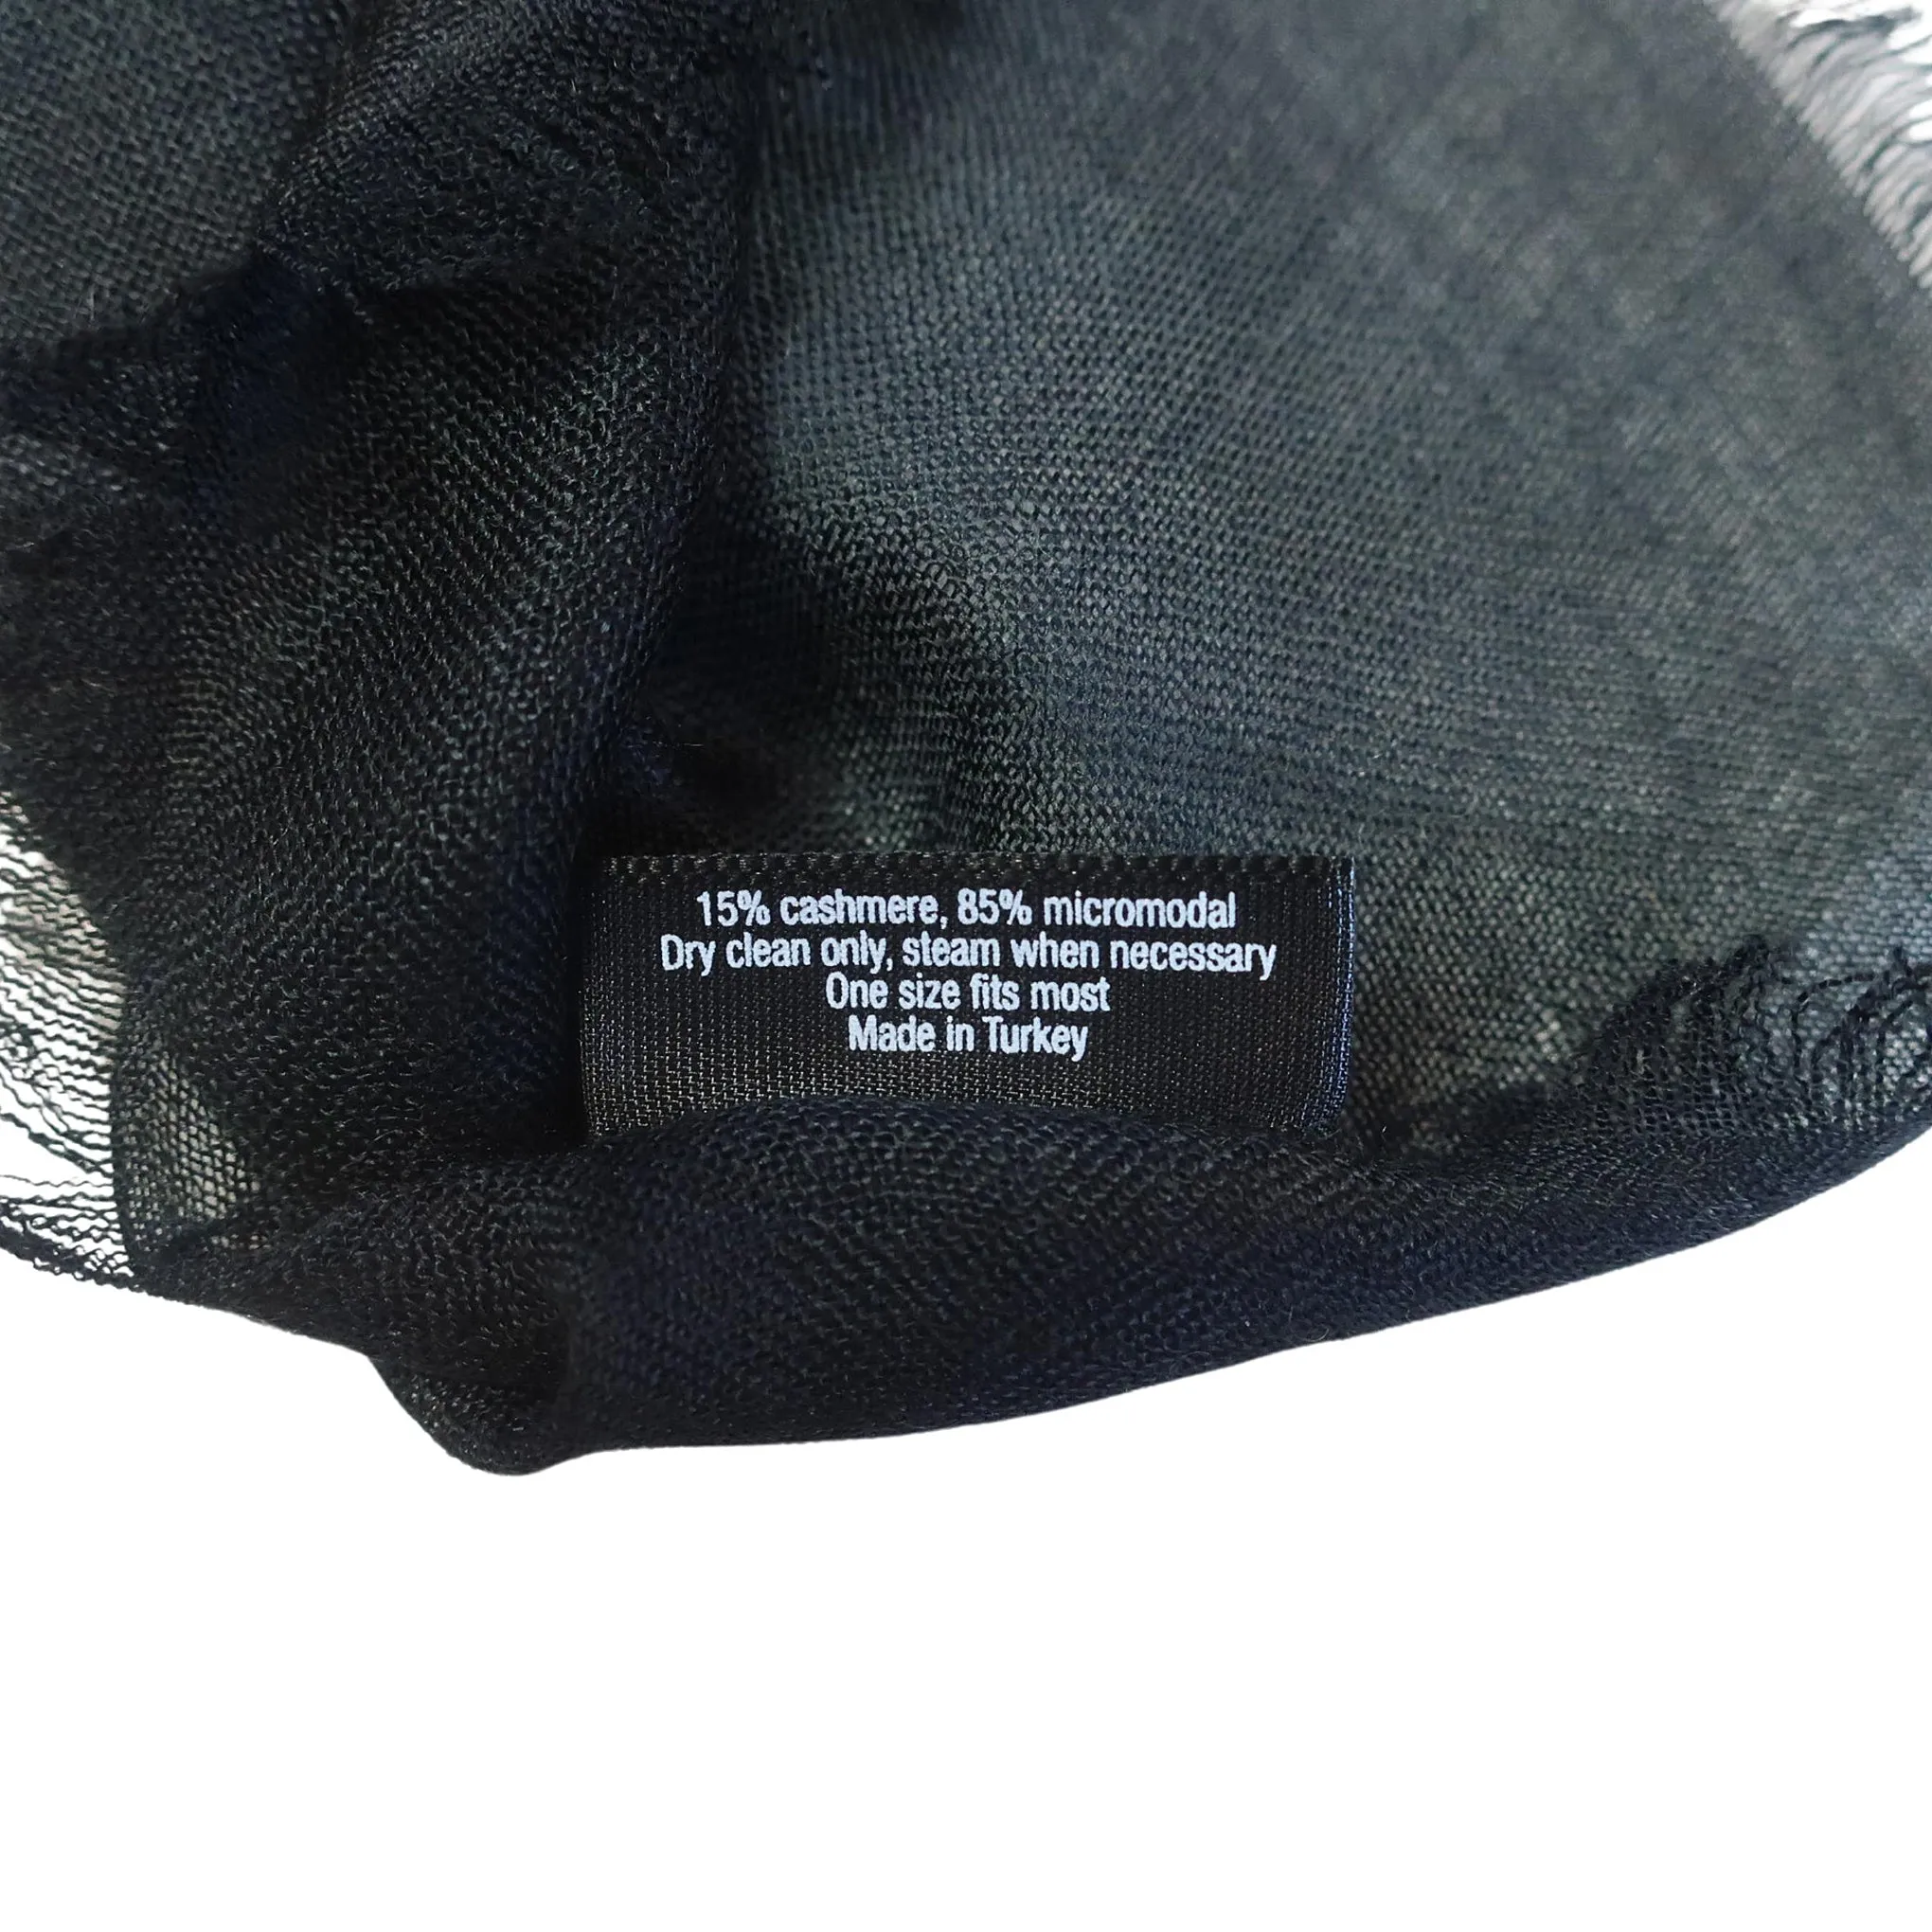 15% cashmere, 85% micromodal
Dry clean only, steam when necessary
One size fits most
Made in Turkey